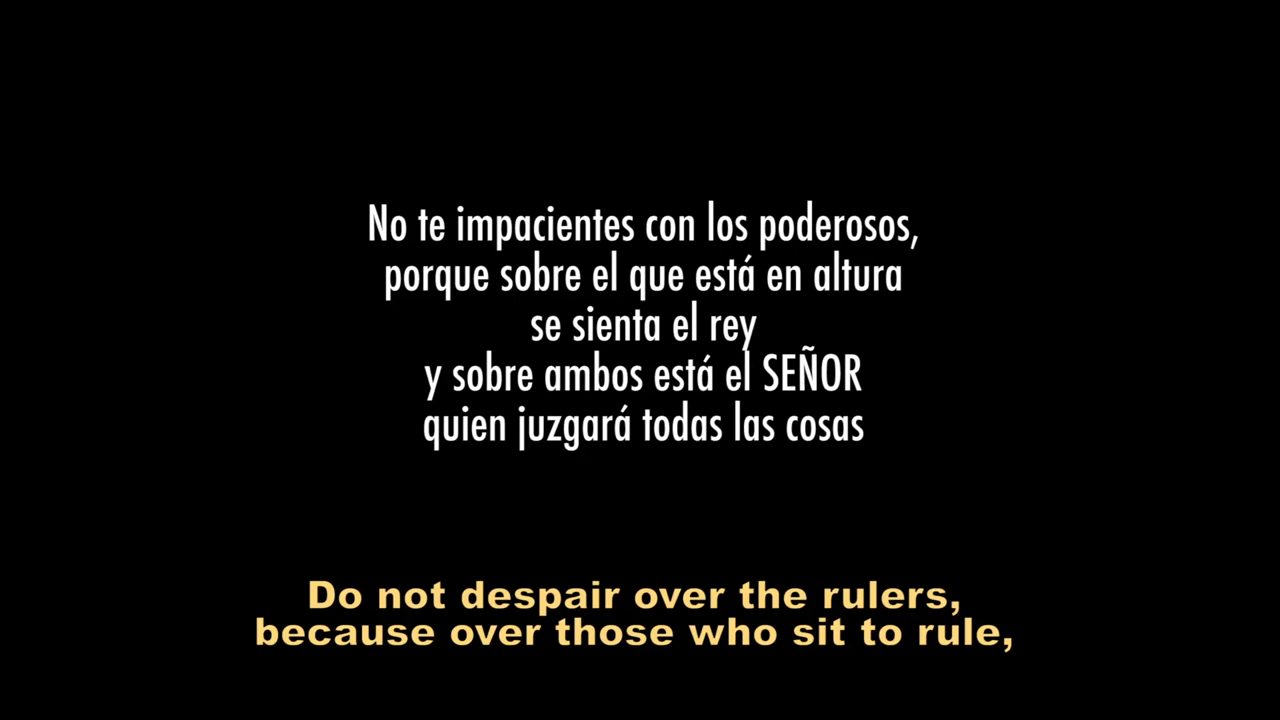 No te impacientes con los poderosos,
porque sobre el que está en altura
se sienta el rey
y sobre ambos está el SEÑOR
quien juzgará todas las cosas
Do not despair over the rulers,
because over those who sit to rule,